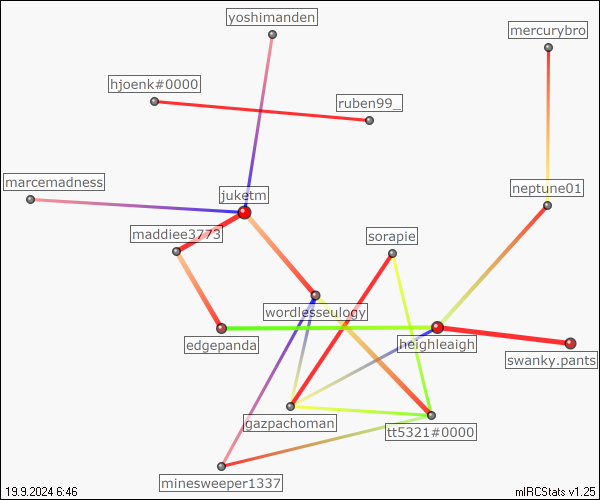 yoshimanden
mercurybro
hjoenk#0000
ruben99_
marcemadness
juketm
neptune01
maddiee3773
sorapie
wordlesseulogy
edgepanda
heighleaigh
swanky.pants
gazpachoman
tt5321#0000
minesweeper1337
19.9.2024 6:46
mIRCStats v1.25